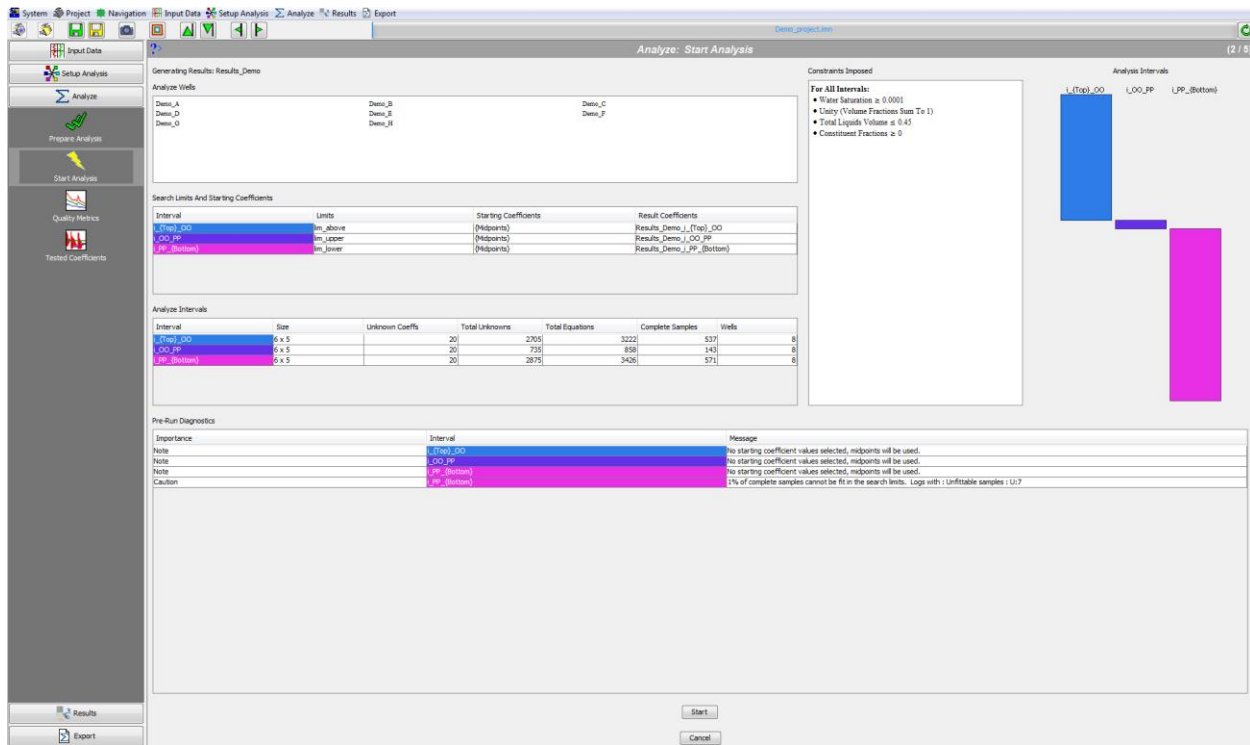 System Project Navigation Input Data Setup Analysis Analyze Results Export
Demo_project.imn
Input Data
Analyze: Start Analysis (2 / 5)
Setup Analysis
Analyze
Prepare Analysis
Start Analysis
Quality Metrics
Tested Coefficients
Results
Export
Generating Results: Results_Demo
Analyze Wells
Demo_A Demo_B Demo_C
Demo_D Demo_E Demo_F
Demo_G Demo_H
Search Limits And Starting Coefficients
Interval Limits Starting Coefficients Result Coefficients
i_{Top}_OO lim_above {Midpoints} Results_Demo_i_{Top}_OO
i_OO_PP lim_upper {Midpoints} Results_Demo_i_OO_PP
i_PP_{Bottom} lim_lower {Midpoints} Results_Demo_i_PP_{Bottom}
Analyze Intervals
Interval Size Unknown Coeffs Total Unknowns Total Equations Complete Samples Wells
i_{Top}_OO 6 x 5 20 2705 3222 537 8
i_OO_PP 6 x 5 20 735 858 143 8
i_PP_{Bottom} 6 x 5 20 2875 3426 571 8
Constraints Imposed
For All Intervals:
• Water Saturation ≥ 0.0001
• Unity (Volume Fractions Sum To 1)
• Total Liquids Volume ≤ 0.45
• Constituent Fractions ≥ 0
Analysis Intervals
i_{Top}_OO i_OO_PP i_PP_{Bottom}
Pre-Run Diagnostics
Importance Interval Message
Note i_{Top}_OO No starting coefficient values selected, midpoints will be used.
Note i_OO_PP No starting coefficient values selected, midpoints will be used.
Note i_PP_{Bottom} No starting coefficient values selected, midpoints will be used.
Caution i_PP_{Bottom} 1% of complete samples cannot be fit in the search limits. Logs with : Unfittable samples : U:7
Start
Cancel